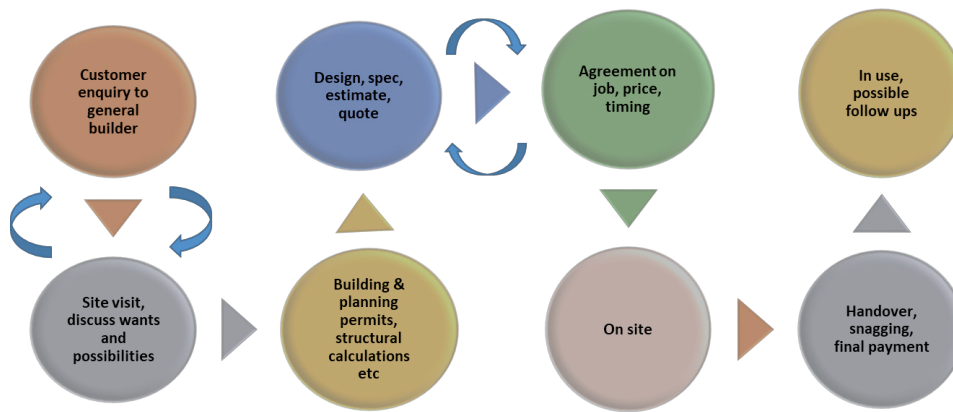 Customer
enquiry to
general
builder
Site visit,
discuss wants
and
possibilities
Building &
planning
permits,
structural
calculations
etc
Design, spec,
estimate,
quote
Agreement on
job, price,
timing
On site
Handover,
snagging,
final payment
In use,
possible
follow ups